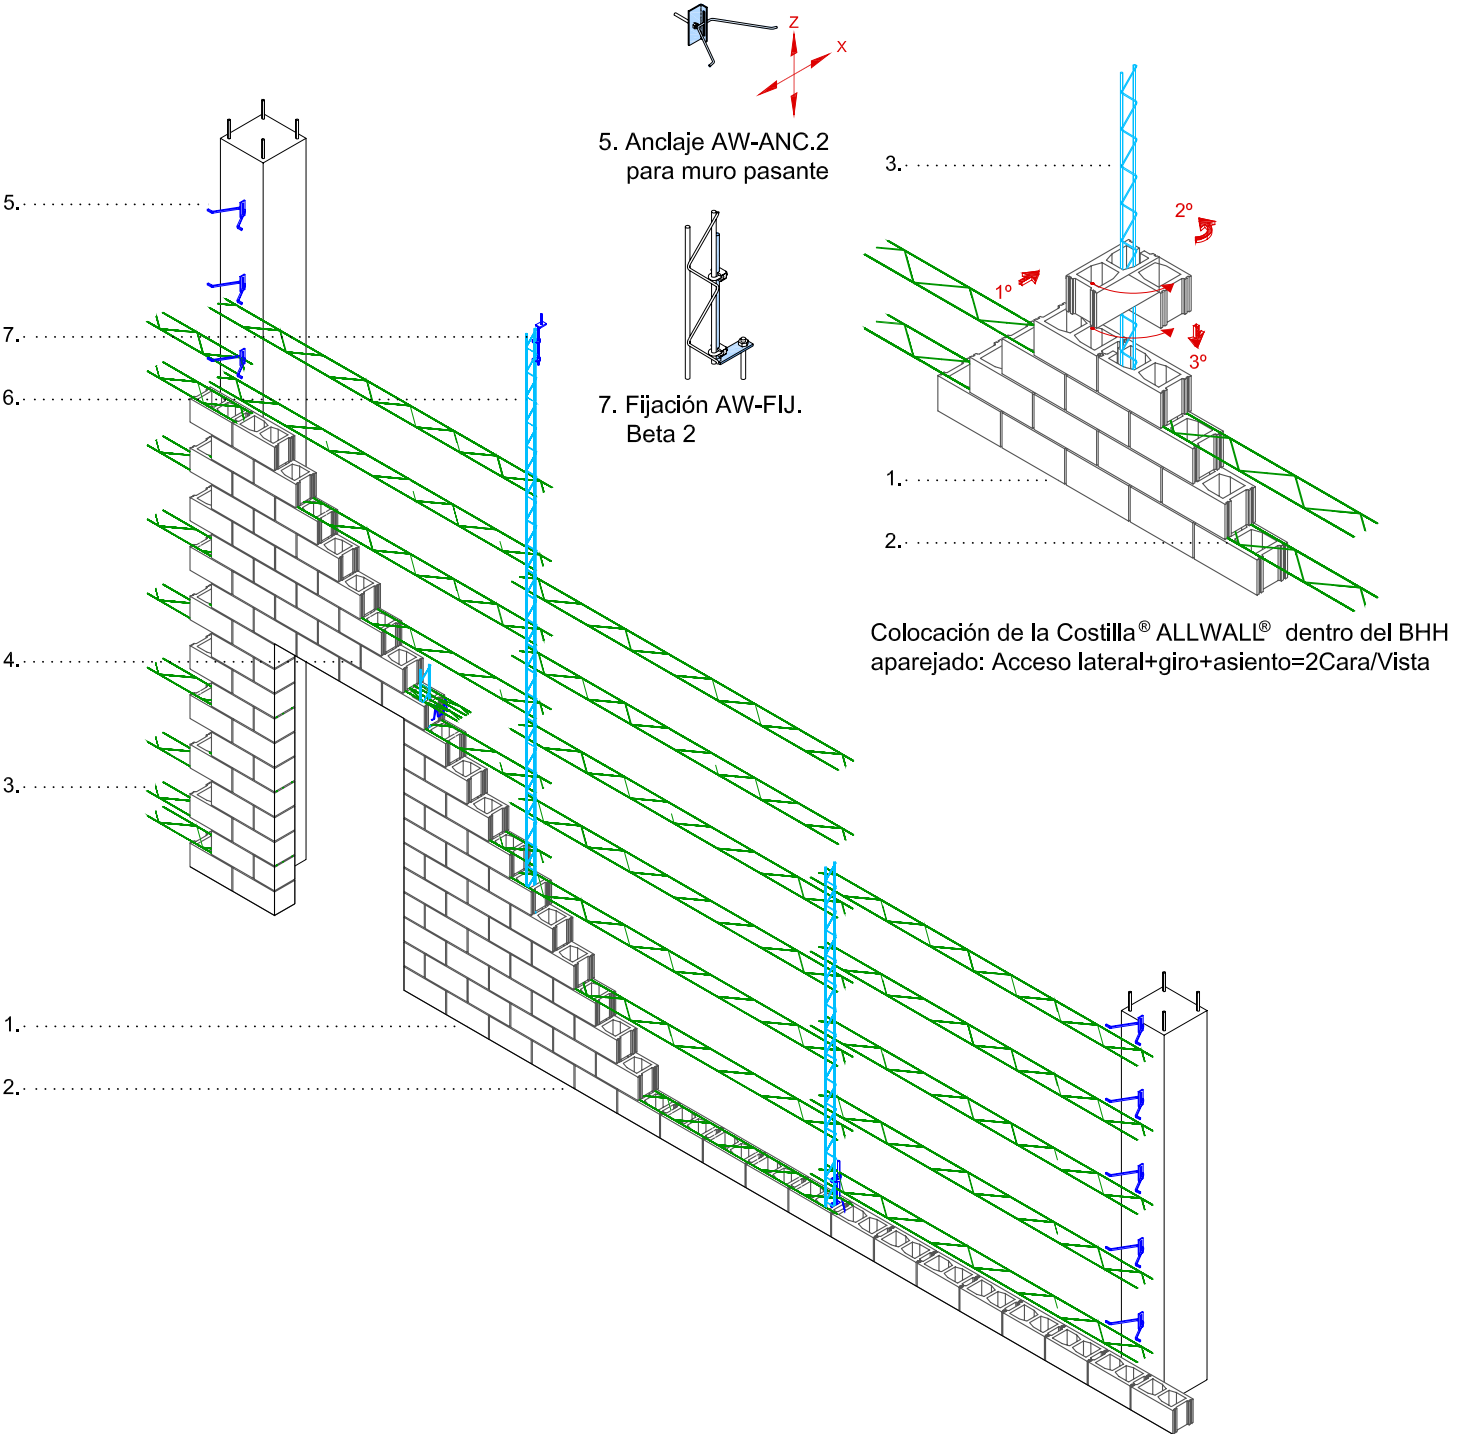 Z
X
5. Anclaje AW-ANC.2
para muro pasante
7. Fijación AW-FIJ.
Beta 2
5.
7.
6.
4.
3.
1.
2.
3.
2º
1º
3º
1.
2.
Colocación de la Costilla® ALLWALL® dentro del BHH
aparejado: Acceso lateral+giro+asiento=2Cara/Vista